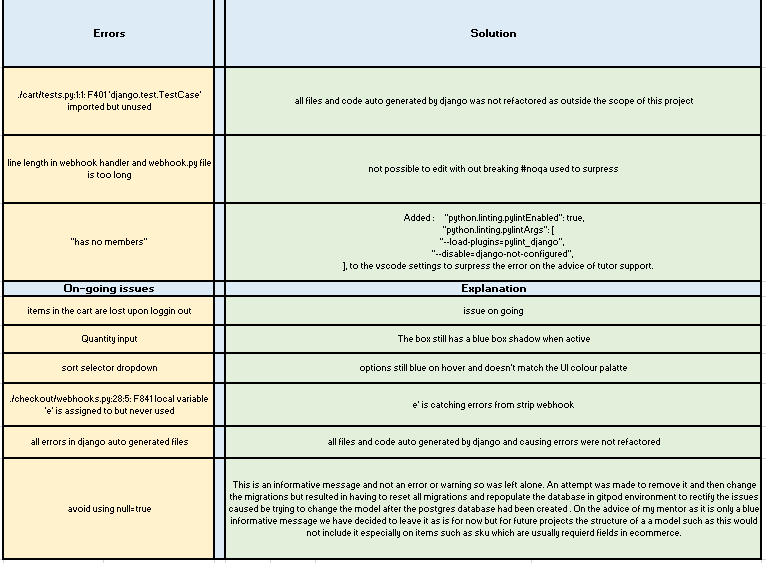 Errors
Solution
./cart/tests.py:1:1: F401 'django.test.TestCase'
imported but unused
all files and code auto generated by django was not refactored as outside the scope of this project
line length in webhook handler and webhook.py file
is too long
not possible to edit with out breaking #noqa used to surpress
"has no members"
Added : "python.linting.pylintEnabled": true,
"python.linting.pylintArgs": [
"--load-plugins=pylint_django",
"--disable=django-not-configured",
], to the vscode settings to surpress the error on the advice of tutor support.
On-going issues
Explanation
items in the cart are lost upon loggin out
issue on going
Quantity input
The box still has a blue box shadow when active
sort selector dropdown
options still blue on hover and doesn't match the UI colour palatte
./checkout/webhooks.py:28:5: F841 local variable
'e' is assigned to but never used
e' is catching errors from strip webhook
all errors in django auto generated files
all files and code auto generated by django and causing errors were not refactored
avoid using null=true
This is an informative message and not an error or warning so was left alone. An attempt was made to remove it and then change
the migrations but resulted in having to reset all migrations and repopulate the database in gitpod environment to rectify the issues
caused be trying to change the model after the postgres database had been created . On the advice of my mentor as it is only a blue
informative message we have decided to leave it as is for now but for future projects the structure of a a model such as this would
not include it especially on items such as sku which are usually requierd fields in ecommerce.